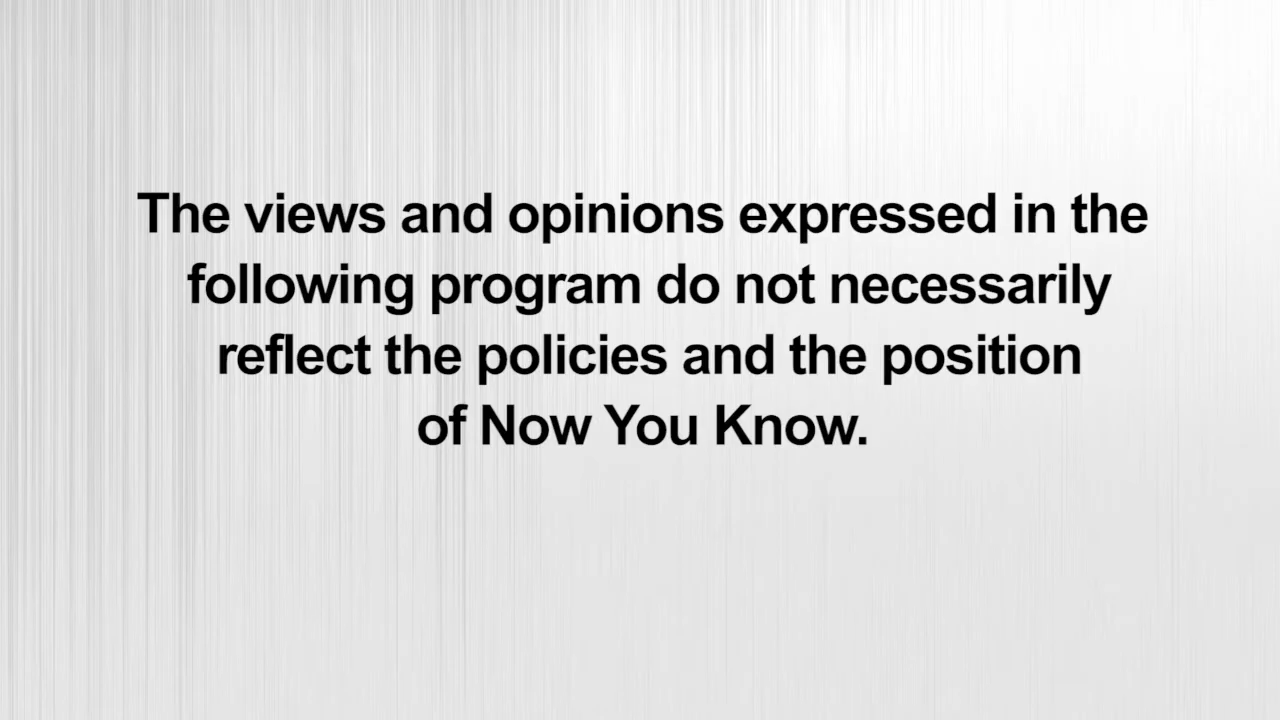 The views and opinions expressed in the
following program do not necessarily
reflect the policies and the position
of Now You Know.